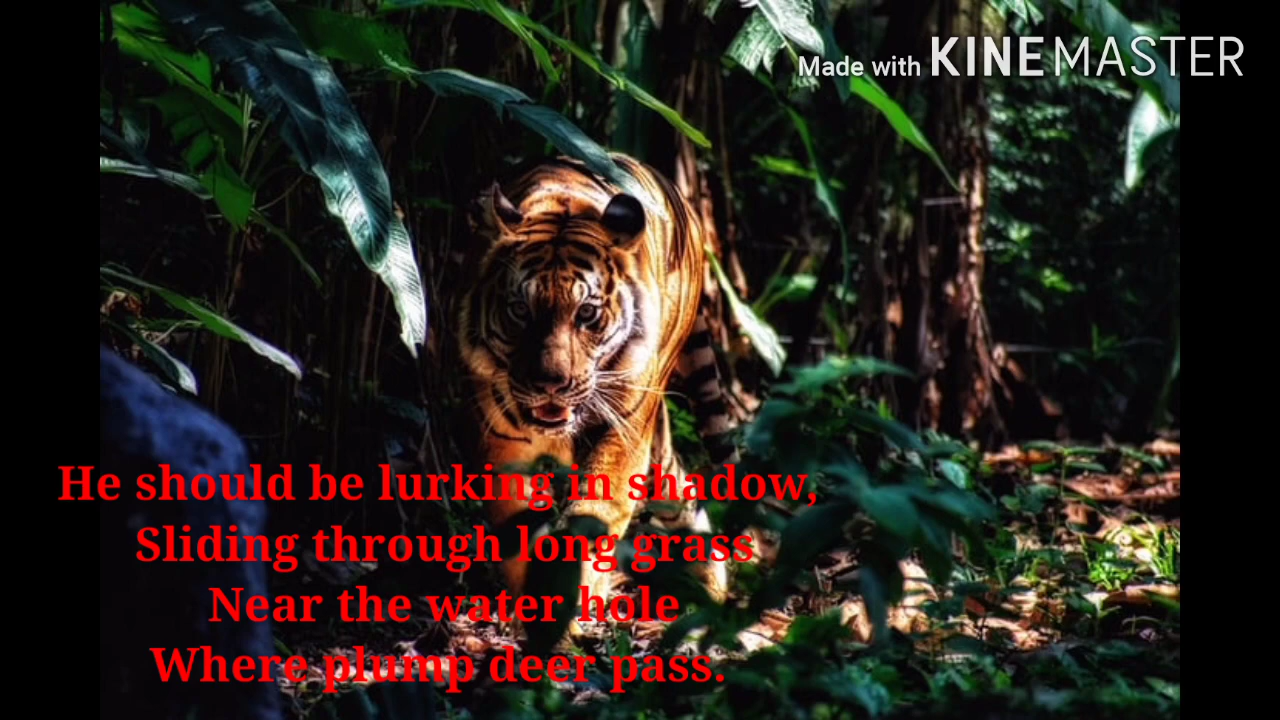 Made with KINEMASTER
He should be lurking in shadow,
Sliding through long grass
Near the water hole
Where plump deer pass.